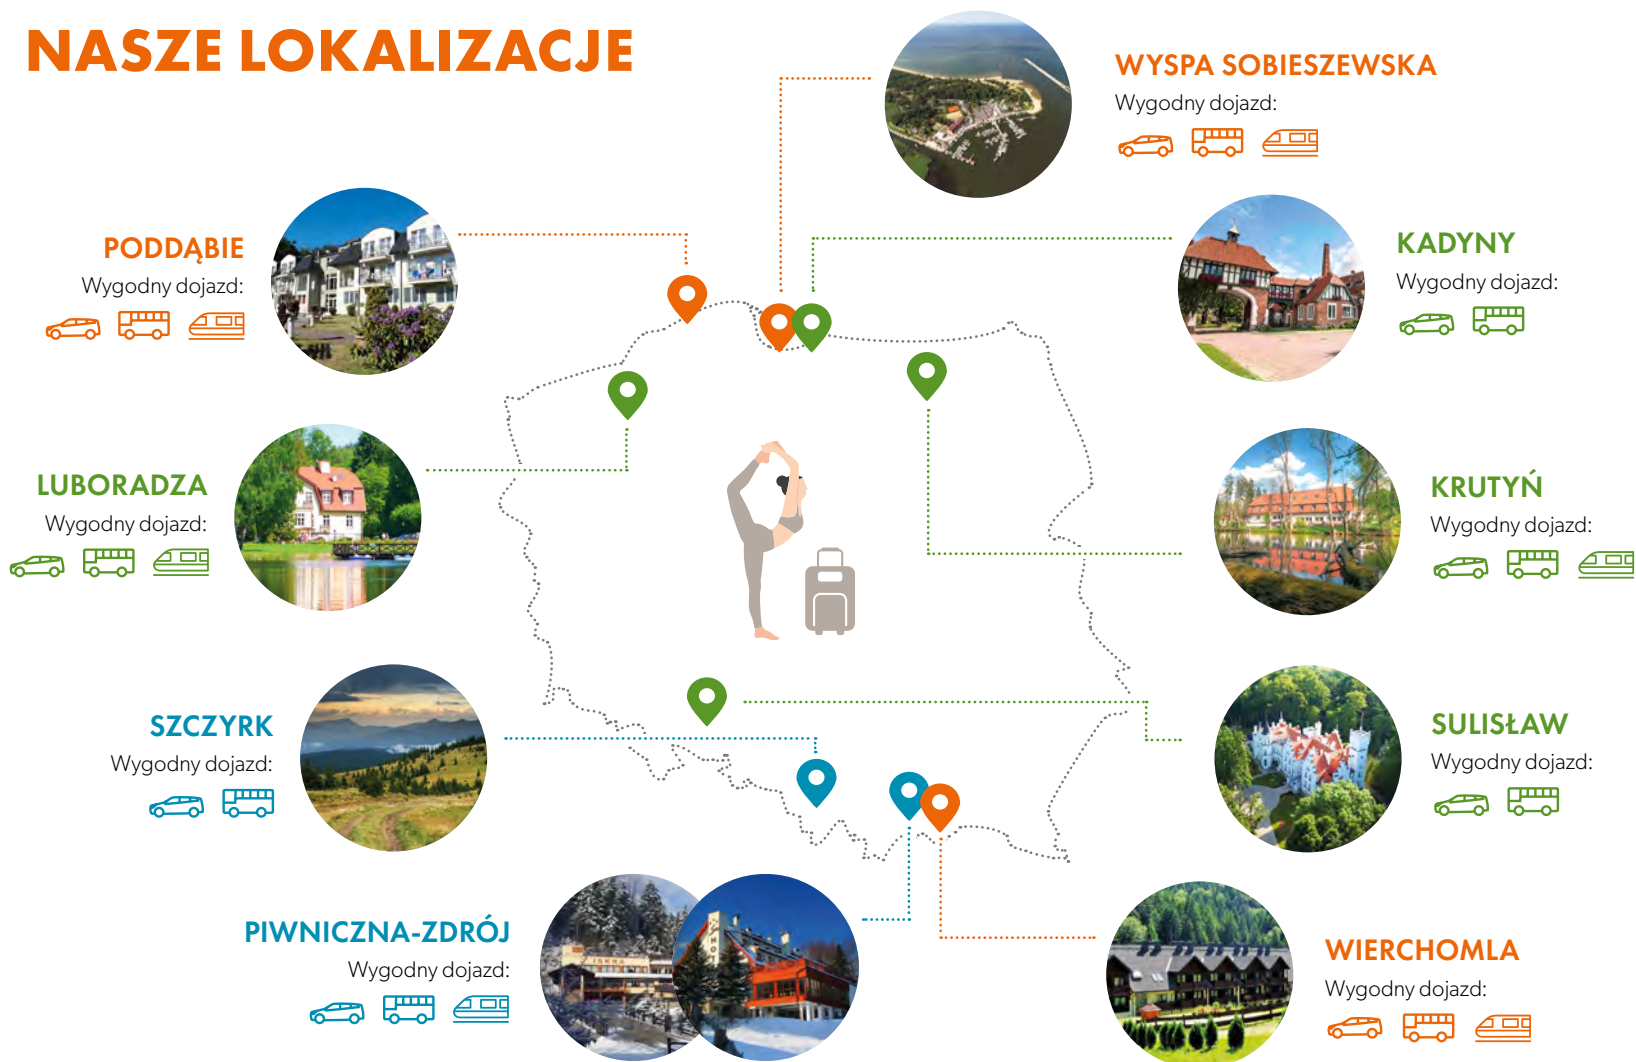 NASZE LOKALIZACJE
WYSPA SOBIESZEWSKA
Wygodny dojazd:
PODDĄBIE
Wygodny dojazd:
KADYNY
Wygodny dojazd:
LUBORADZA
Wygodny dojazd:
KRUTYŃ
Wygodny dojazd:
SZCZYRK
Wygodny dojazd:
SULISŁAW
Wygodny dojazd:
PIWNICZNA-ZDRÓJ
Wygodny dojazd:
ISKRA
WIERCHOMLA
Wygodny dojazd: